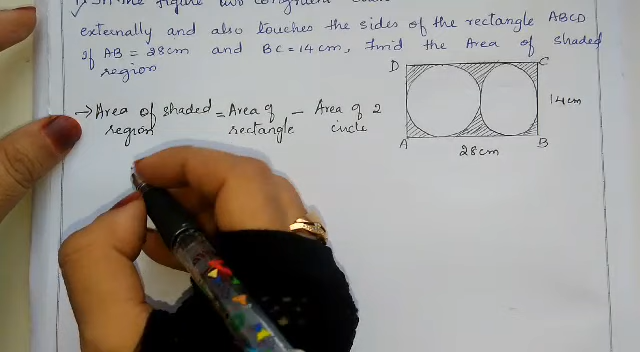 externally and also touches the sides of the rectangle ABCD
If AB = 28cm and BC = 14 cm, Find the Area of shaded
region
→ Area of shaded = Area of - Area of 2
region rectangle circle
D C
14cm
A B
28cm